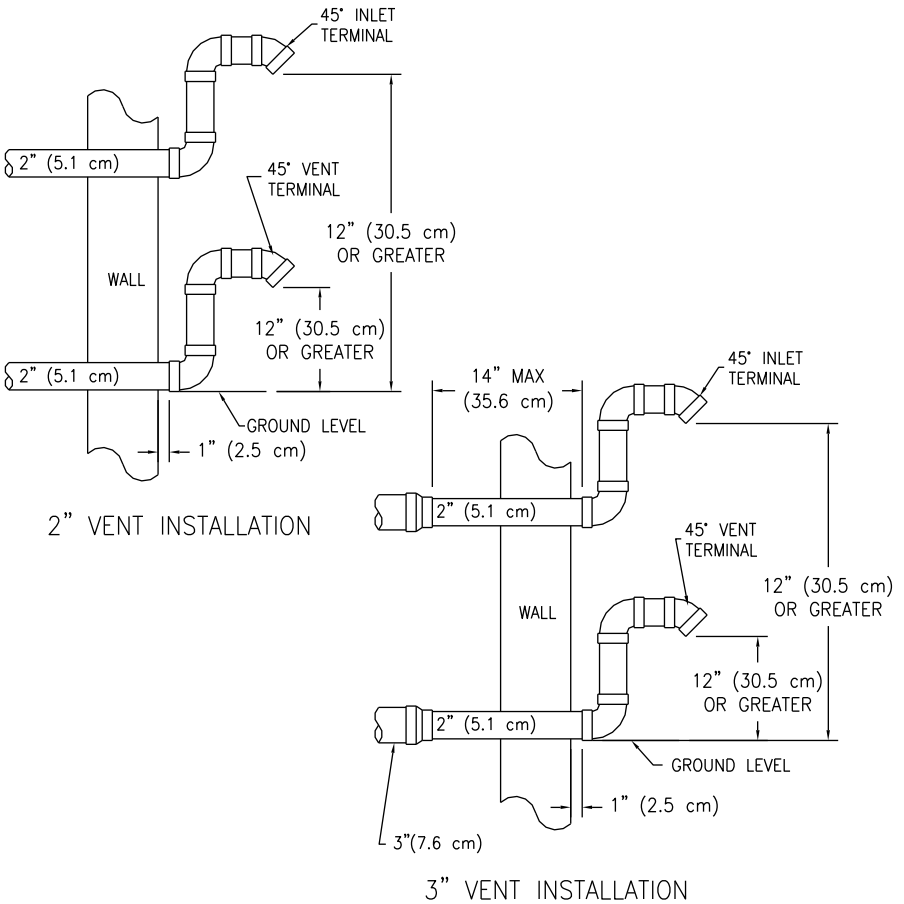 45° INLET
TERMINAL
2” (5.1 cm)
45° VENT
TERMINAL
12” (30.5 cm)
OR GREATER
WALL
12” (30.5 cm)
OR GREATER
2” (5.1 cm)
GROUND LEVEL
1” (2.5 cm)
2” VENT INSTALLATION
14” MAX
(35.6 cm)
45° INLET
TERMINAL
2” (5.1 cm)
45° VENT
TERMINAL
12” (30.5 cm)
OR GREATER
WALL
12” (30.5 cm)
OR GREATER
2” (5.1 cm)
GROUND LEVEL
1” (2.5 cm)
3”(7.6 cm)
3” VENT INSTALLATION